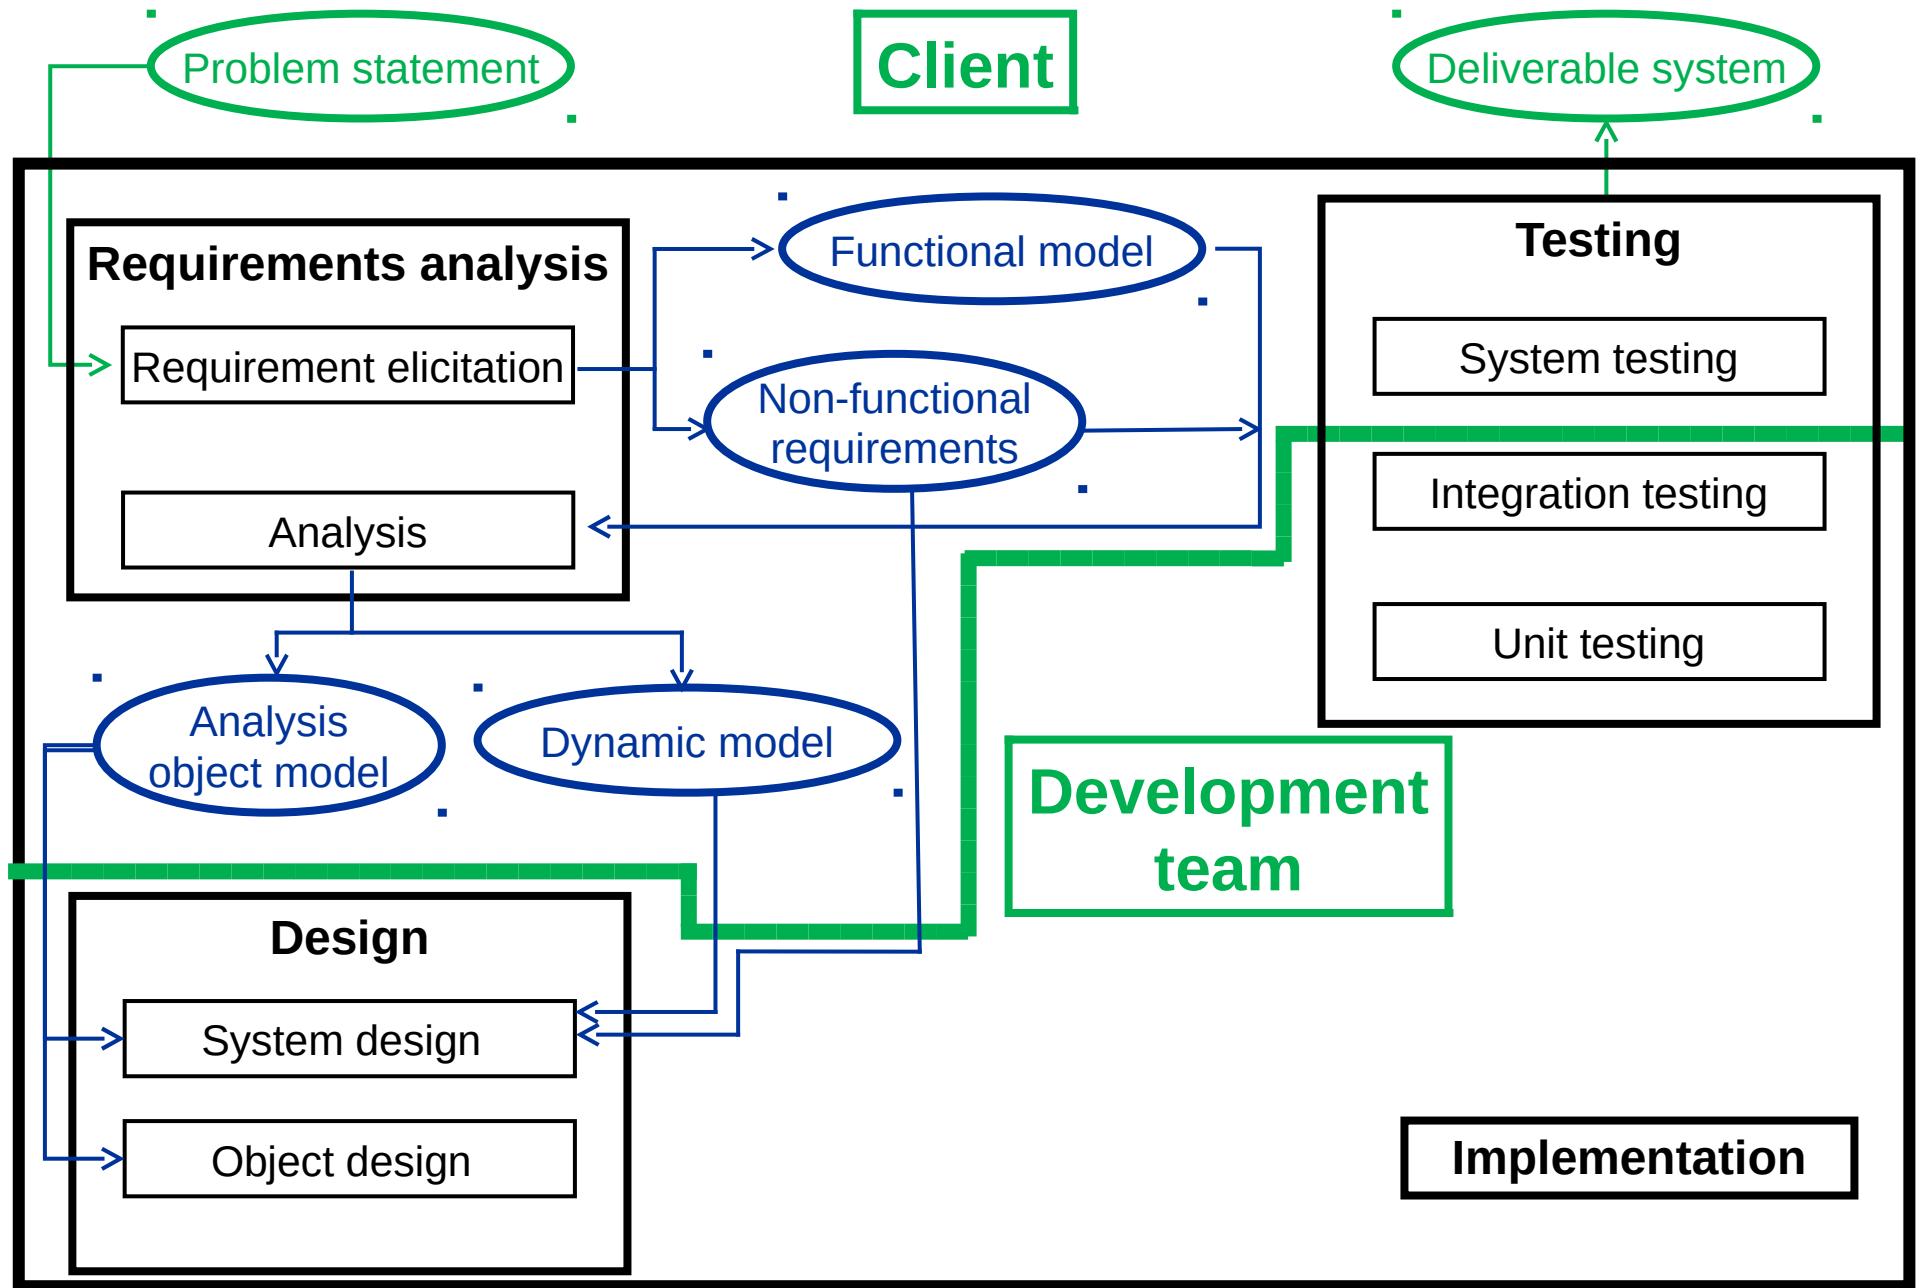 Problem statement
Client
Deliverable system
Requirements analysis
Requirement elicitation
Analysis
Functional model
Non-functional
requirements
Testing
System testing
Integration testing
Unit testing
Analysis
object model
Dynamic model
Development
team
Design
System design
Object design
Implementation